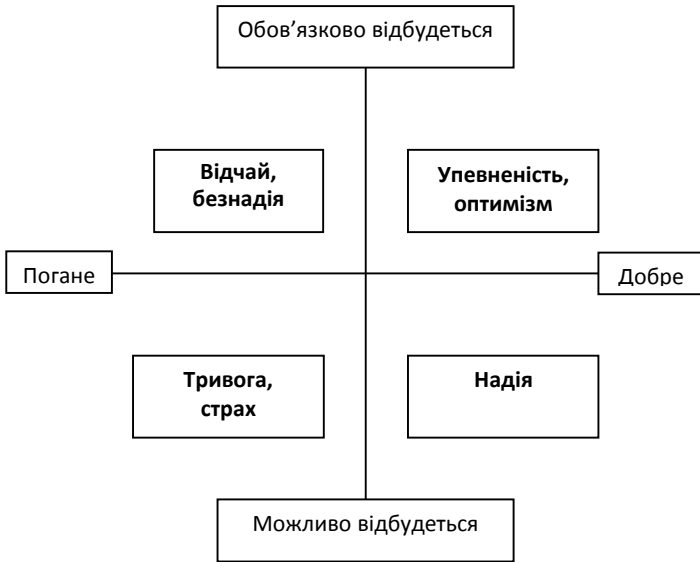 Обов’язково відбудеться
Відчай,
безнадія
Упевненість,
оптимізм
Погане
Добре
Тривога,
страх
Надія
Можливо відбудеться